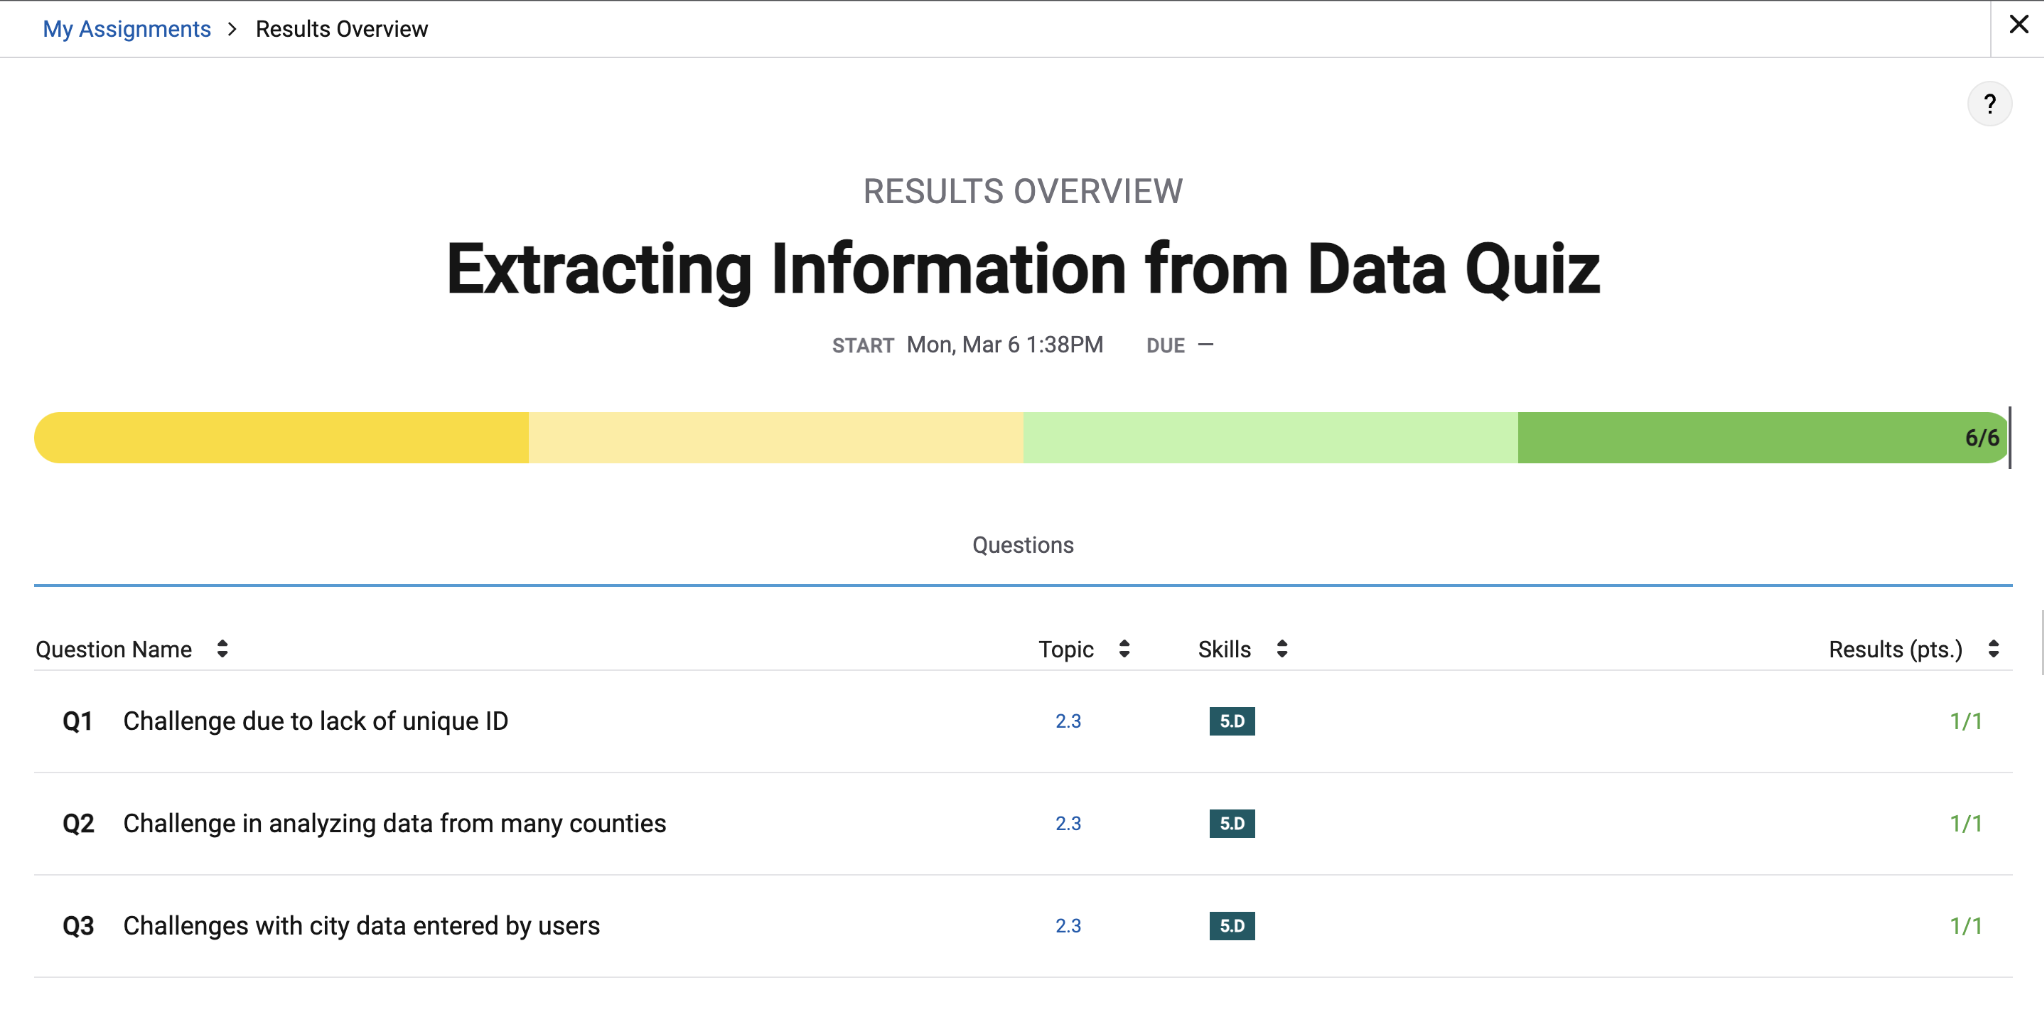 My Assignments > Results Overview
?
RESULTS OVERVIEW
Extracting Information from Data Quiz
START Mon, Mar 6 1:38PM DUE —
6/6
Questions
Question Name Topic Skills Results (pts.)
Q1 Challenge due to lack of unique ID 2.3 5.D 1/1
Q2 Challenge in analyzing data from many counties 2.3 5.D 1/1
Q3 Challenges with city data entered by users 2.3 5.D 1/1